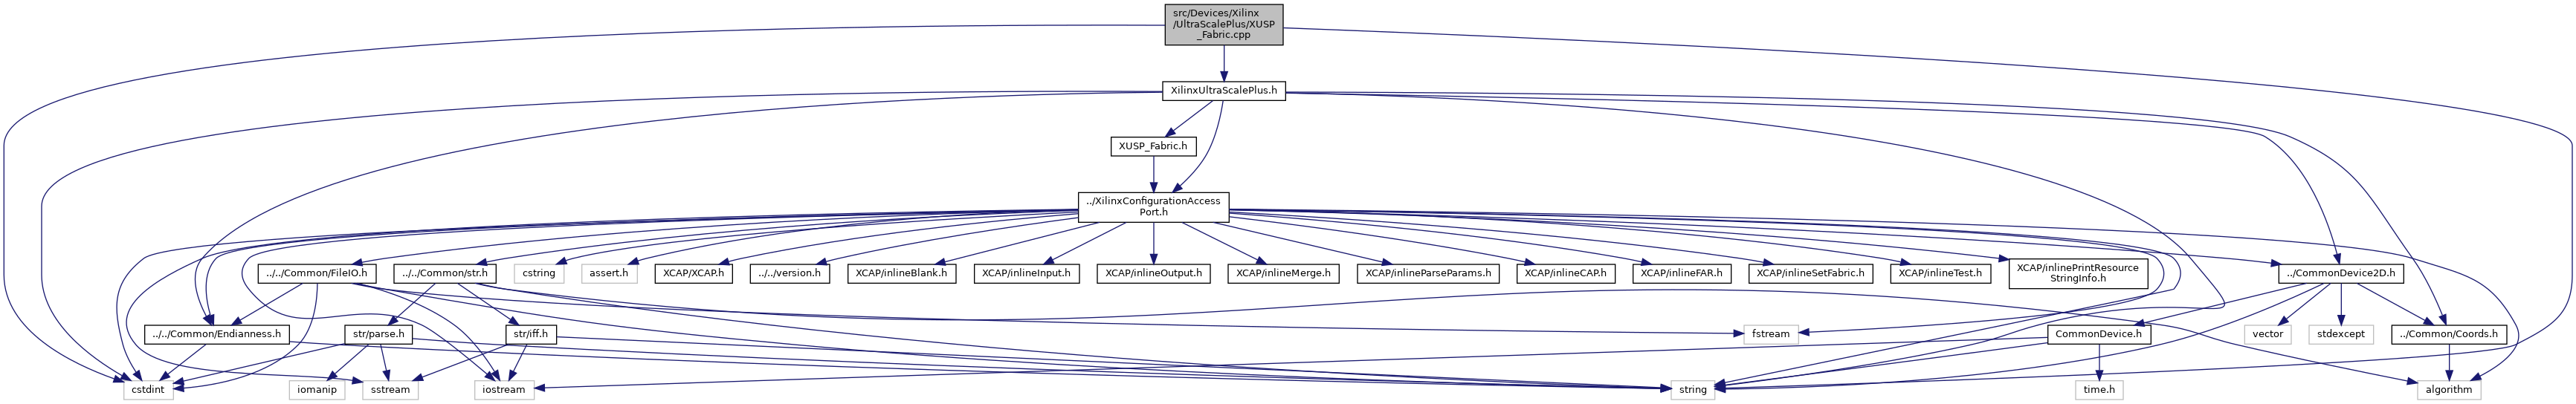 src/Devices/Xilinx
/UltraScalePlus/XUSP
_Fabric.cpp
XilinxUltraScalePlus.h
XUSP_Fabric.h
../XilinxConfigurationAccess
Port.h
../../Common/FileIO.h
../../Common/str.h
cstring
assert.h
XCAP/XCAP.h
../../version.h
XCAP/inlineBlank.h
XCAP/inlineInput.h
XCAP/inlineOutput.h
XCAP/inlineMerge.h
XCAP/inlineParseParams.h
XCAP/inlineCAP.h
XCAP/inlineFAR.h
XCAP/inlineSetFabric.h
XCAP/inlineTest.h
XCAP/inlinePrintResource
StringInfo.h
../CommonDevice2D.h
../../Common/Endianness.h
str/parse.h
str/iff.h
fstream
CommonDevice.h
vector
stdexcept
../Common/Coords.h
cstdint
iomanip
sstream
iostream
string
time.h
algorithm